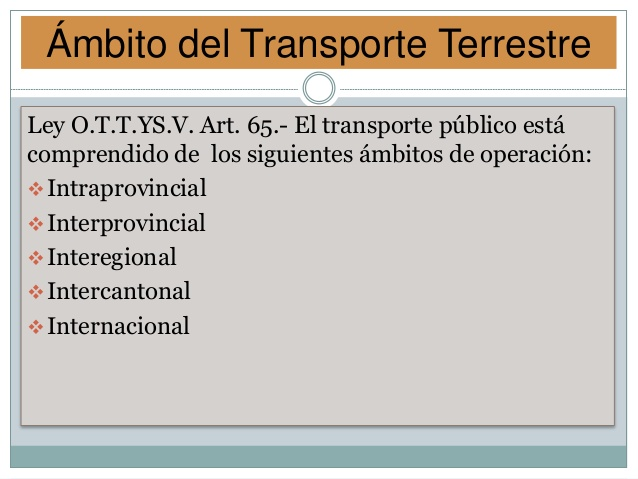 Ámbito del Transporte Terrestre
Ley O.T.T.YS.V. Art. 65.- El transporte público está
comprendido de los siguientes ámbitos de operación:
Intraprovincial
Interprovincial
Interegional
Intercantonal
Internacional